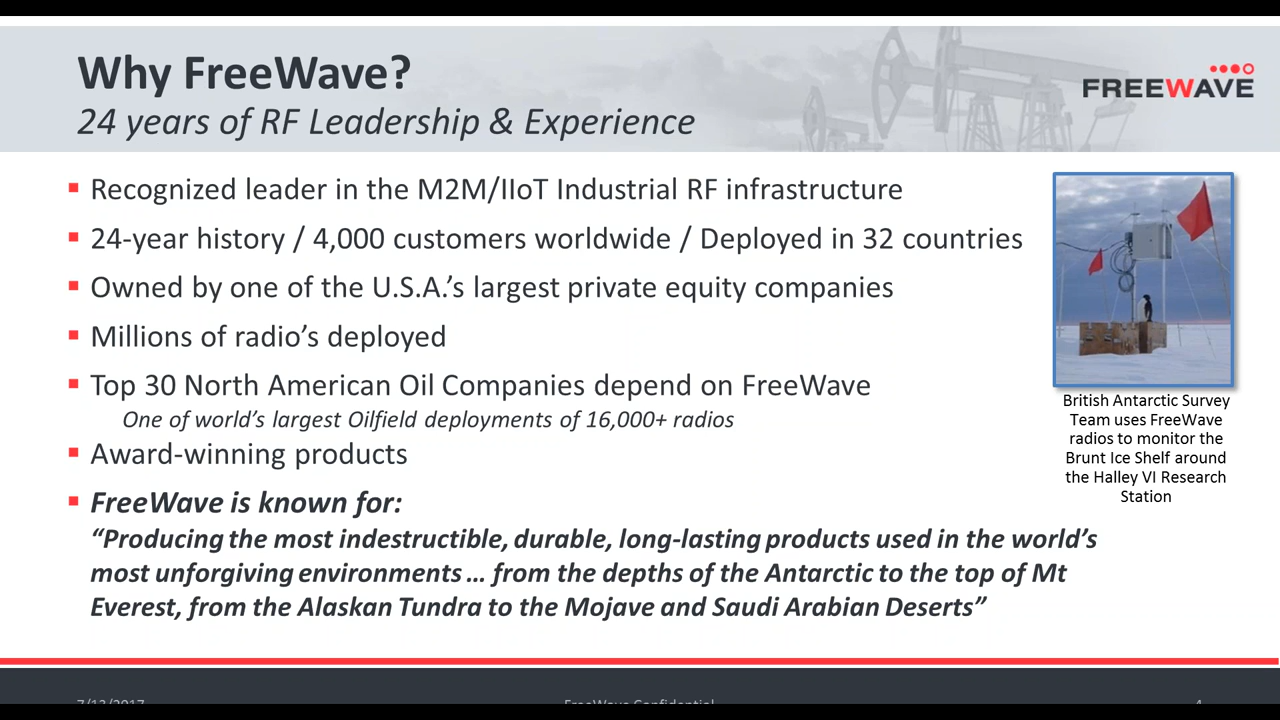 Why FreeWave?
24 years of RF Leadership & Experience
FREEWAVE
▪ Recognized leader in the M2M/IIoT Industrial RF infrastructure
▪ 24-year history / 4,000 customers worldwide / Deployed in 32 countries
▪ Owned by one of the U.S.A.’s largest private equity companies
▪ Millions of radio’s deployed
▪ Top 30 North American Oil Companies depend on FreeWave
One of world’s largest Oilfield deployments of 16,000+ radios
▪ Award-winning products
▪ FreeWave is known for:
“Producing the most indestructible, durable, long-lasting products used in the world’s
most unforgiving environments … from the depths of the Antarctic to the top of Mt
Everest, from the Alaskan Tundra to the Mojave and Saudi Arabian Deserts”
British Antarctic Survey
Team uses FreeWave
radios to monitor the
Brunt Ice Shelf around
the Halley VI Research
Station
FreeWave Confidential
4